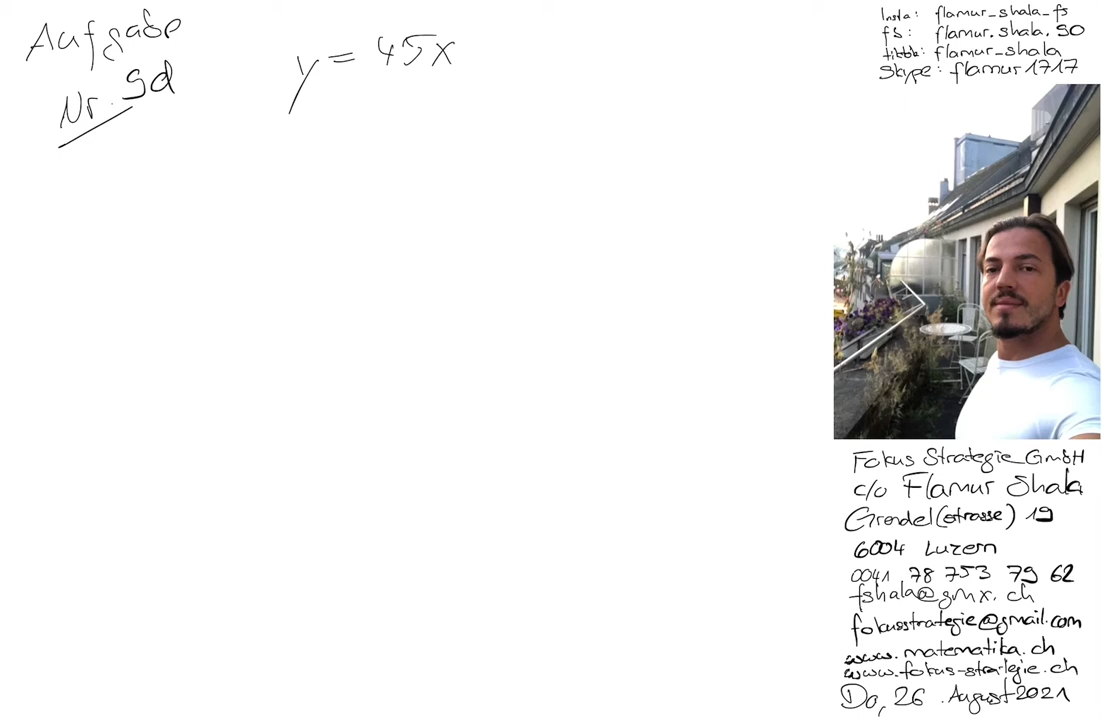 Aufgabe
Nr. 9d
y = 45x
Insta: flamur_shala_fs
fb: flamur.shala.90
tiktok: flamur_shala
Skype: flamur1717
Fokus Strategie GmbH
c/o Flamur Shala
Grendel(strasse) 19
6004 Luzern
0041 78 753 79 62
fshala@gmx.ch
fokusstrategie@gmail.com
www.matematika.ch
www.fokus-strategie.ch
Do, 26. August 2021